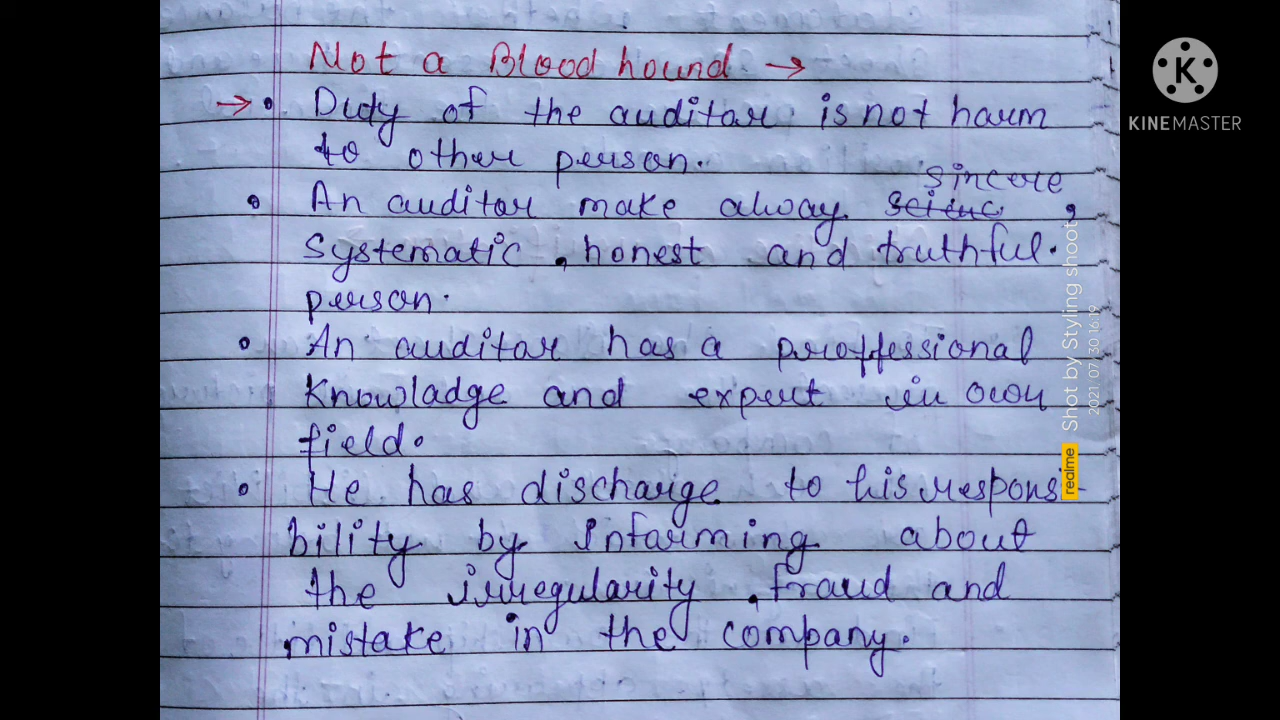 Not a Blood hound →
→ • Duty of the auditor is not harm
to other person.
sincere
• An auditor make alway ,
systematic , honest and truthful.
person.
• An auditor has a proffessional
Knowladge and expert in own
field.
• He has discharge to his responsi-
bility by Informing about
the irregularity , fraud and
mistake in the company.
K
KINEMASTER
realme Shot by Styling shoot
2021/07/30 16:19